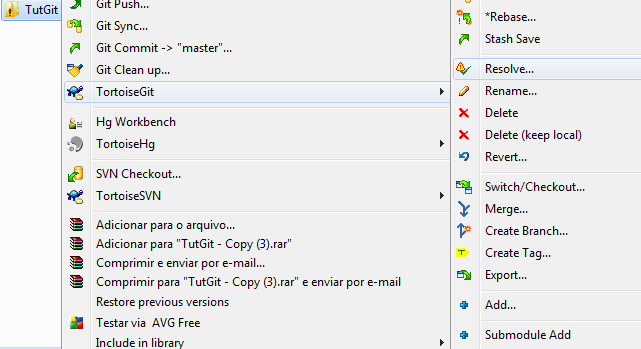 TutGit
Git Push...
Git Sync...
Git Commit -> "master"...
Git Clean up...
TortoiseGit
Hg Workbench
TortoiseHg
SVN Checkout...
TortoiseSVN
Adicionar para o arquivo...
Adicionar para "TutGit - Copy (3).rar"
Comprimir e enviar por e-mail...
Comprimir para "TutGit - Copy (3).rar" e enviar por e-mail
Restore previous versions
Testar via AVG Free
Include in library
*Rebase...
Stash Save
Resolve...
Rename...
Delete
Delete (keep local)
Revert...
Switch/Checkout...
Merge...
Create Branch...
Create Tag...
Export...
Add...
Submodule Add